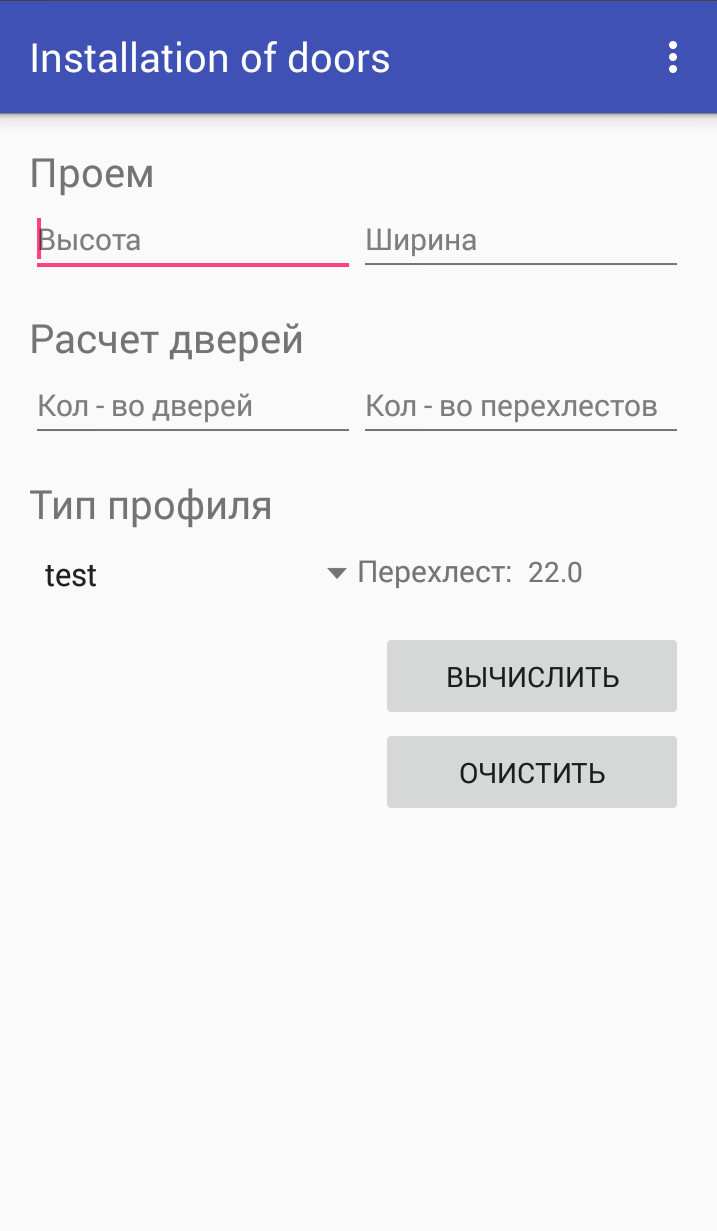 Installation of doors
Проем
Высота Ширина
Расчет дверей
Кол - во дверей Кол - во перехлестов
Тип профиля
test Перехлест: 22.0
ВЫЧИСЛИТЬ
ОЧИСТИТЬ